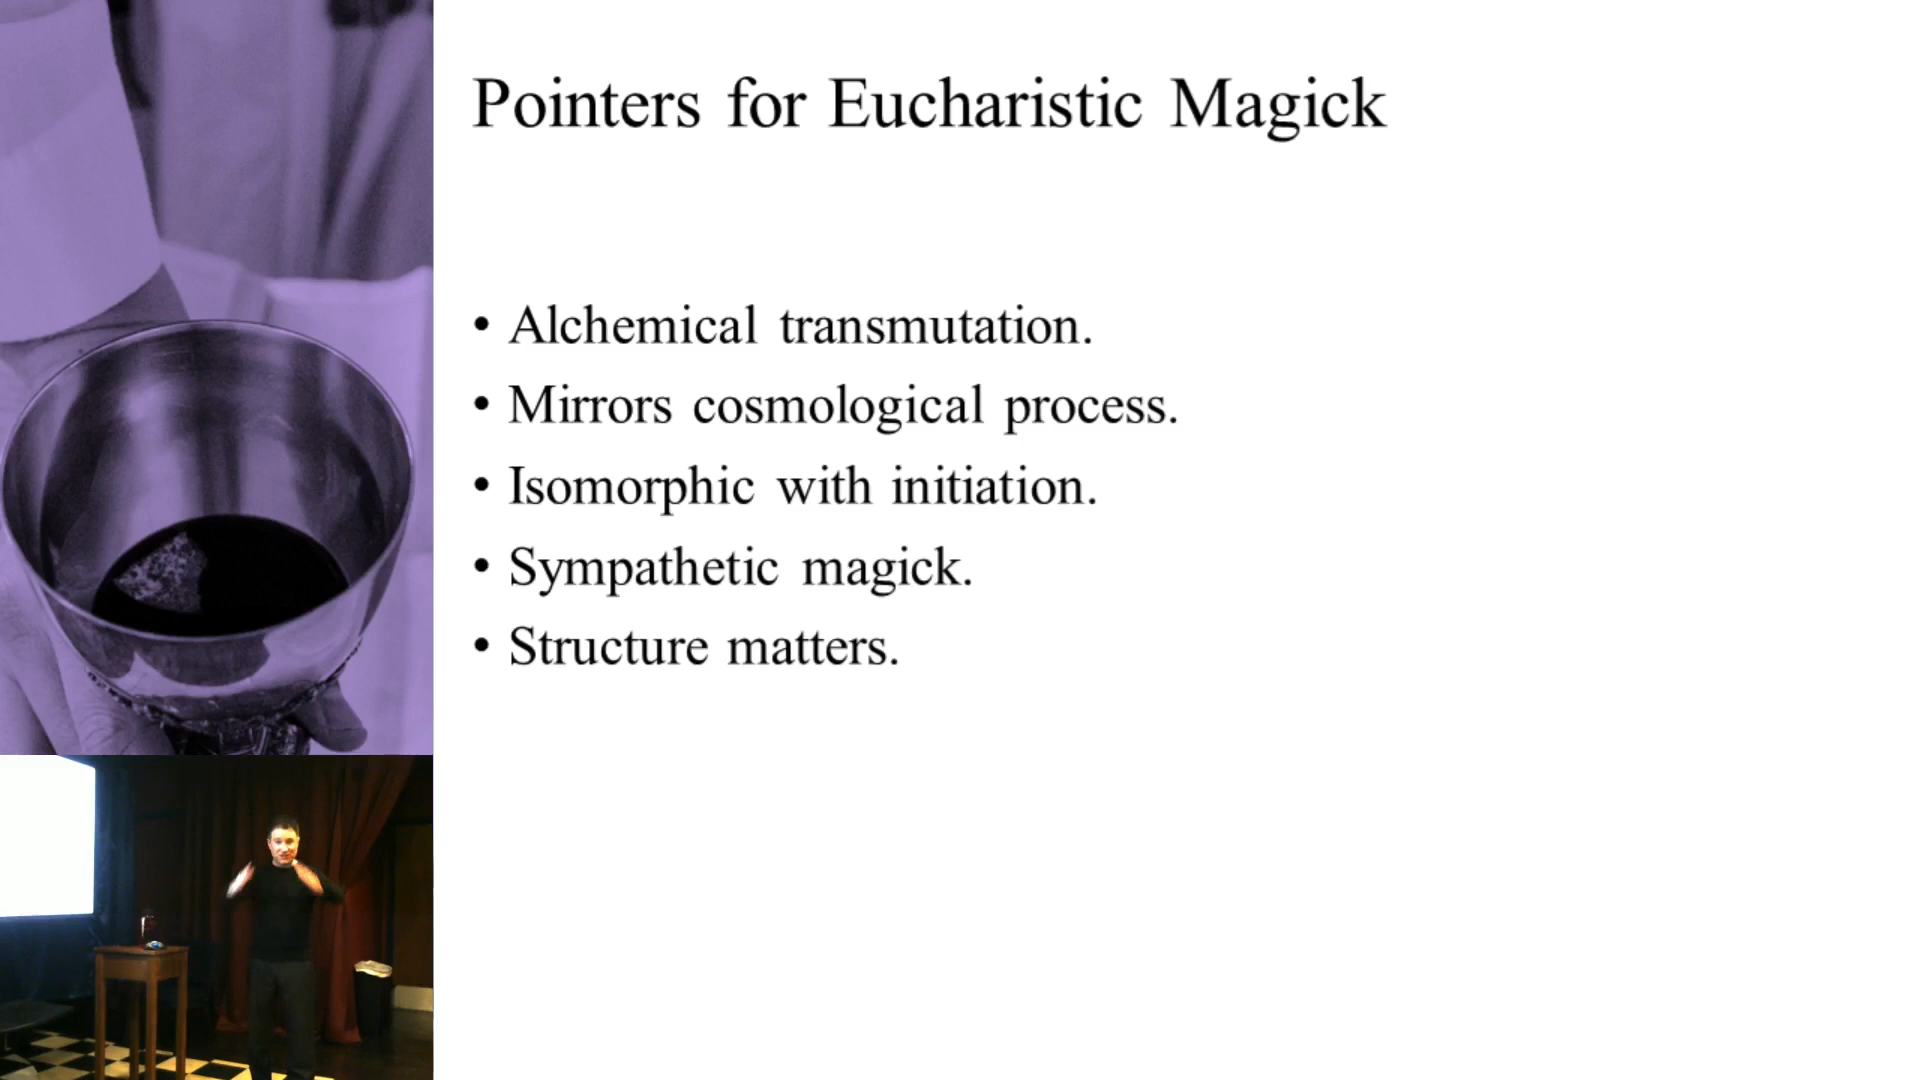 Pointers for Eucharistic Magick
• Alchemical transmutation.
• Mirrors cosmological process.
• Isomorphic with initiation.
• Sympathetic magick.
• Structure matters.